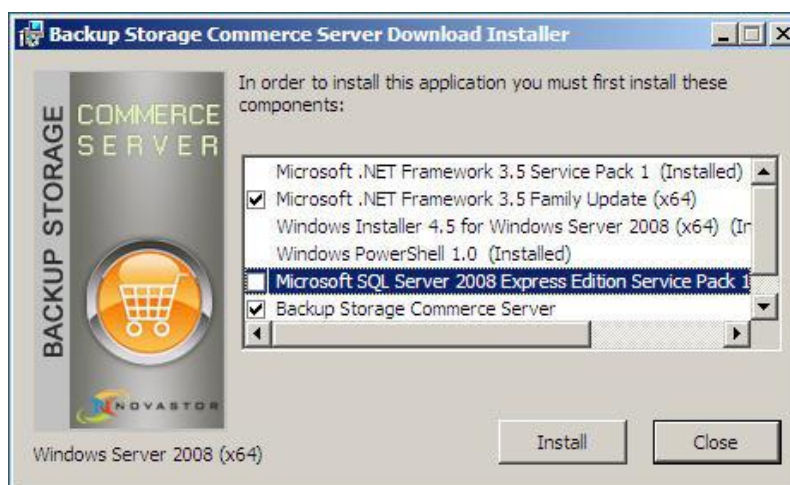 Backup Storage Commerce Server Download Installer
BACKUP STORAGE
COMMERCE
SERVER
NOVASTOR
In order to install this application you must first install these
components:
Microsoft .NET Framework 3.5 Service Pack 1 (Installed)
Microsoft .NET Framework 3.5 Family Update (x64)
Windows Installer 4.5 for Windows Server 2008 (x64) (In
Windows PowerShell 1.0 (Installed)
Microsoft SQL Server 2008 Express Edition Service Pack 1
Backup Storage Commerce Server
Windows Server 2008 (x64)
Install
Close